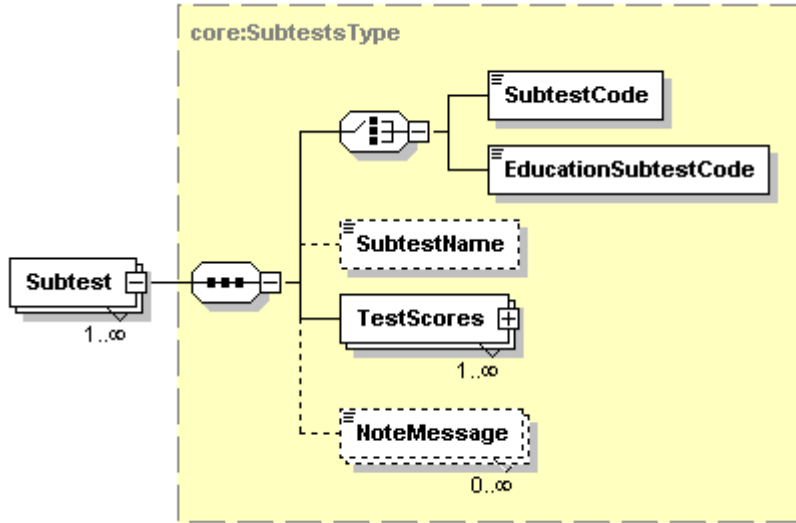 core:SubtestsType
SubtestCode
EducationSubtestCode
SubtestName
Subtest
1..∞
TestScores
1..∞
NoteMessage
0..∞